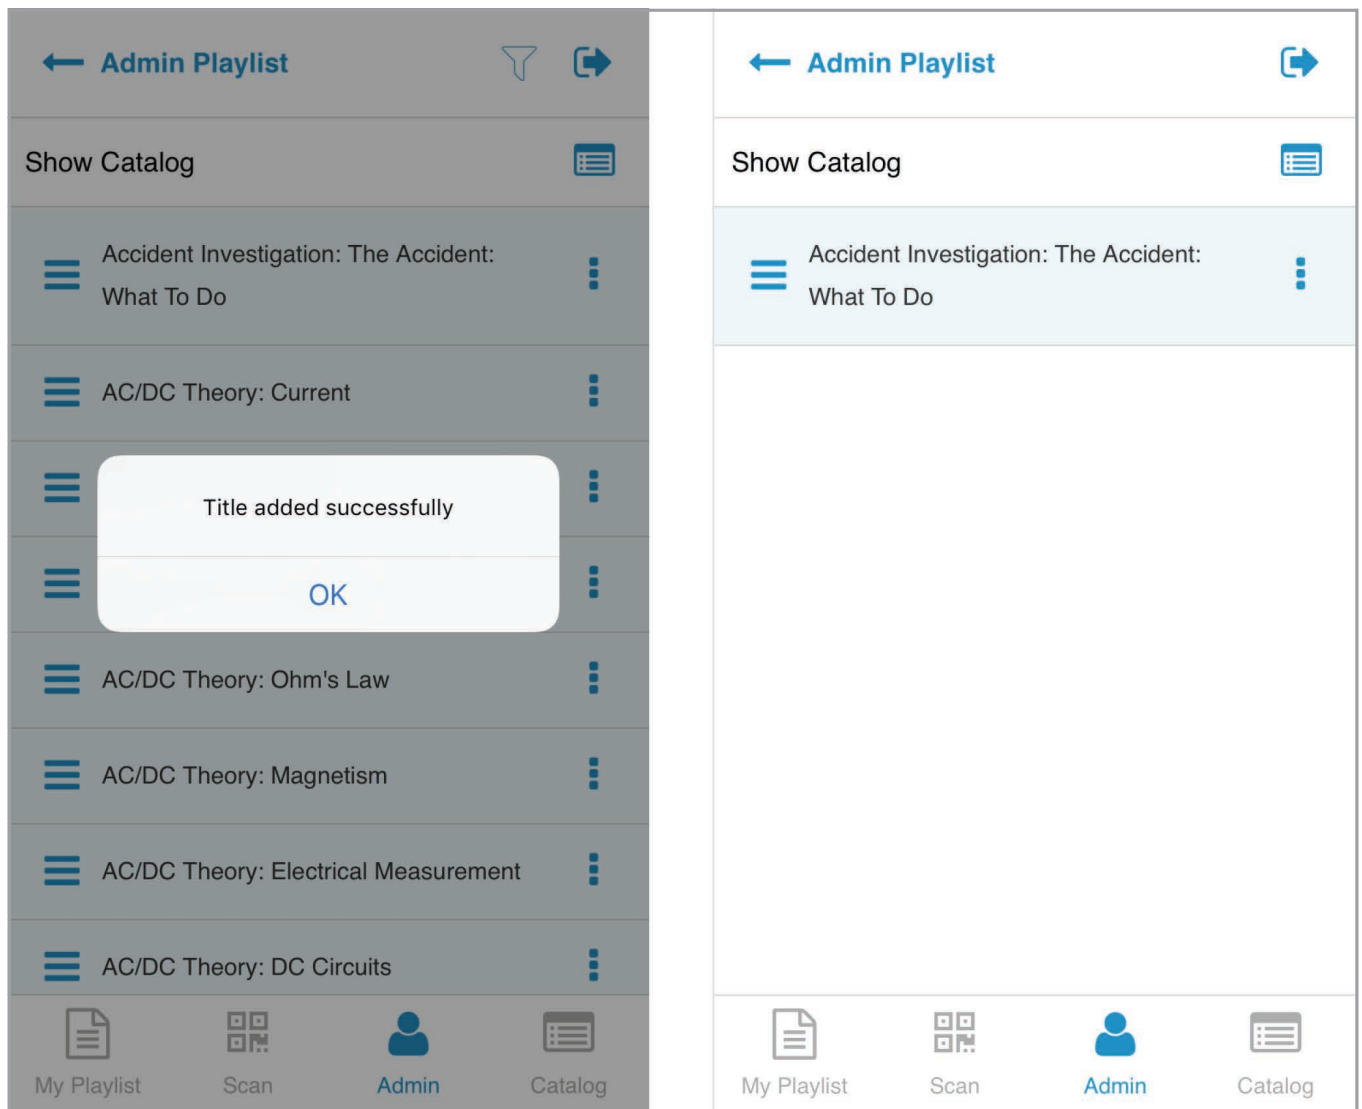 Admin Playlist
Show Catalog
Accident Investigation: The Accident:
What To Do
AC/DC Theory: Current
Title added successfully
OK
AC/DC Theory: Ohm's Law
AC/DC Theory: Magnetism
AC/DC Theory: Electrical Measurement
AC/DC Theory: DC Circuits
My Playlist
Scan
Admin
Catalog
Admin Playlist
Show Catalog
Accident Investigation: The Accident:
What To Do
My Playlist
Scan
Admin
Catalog